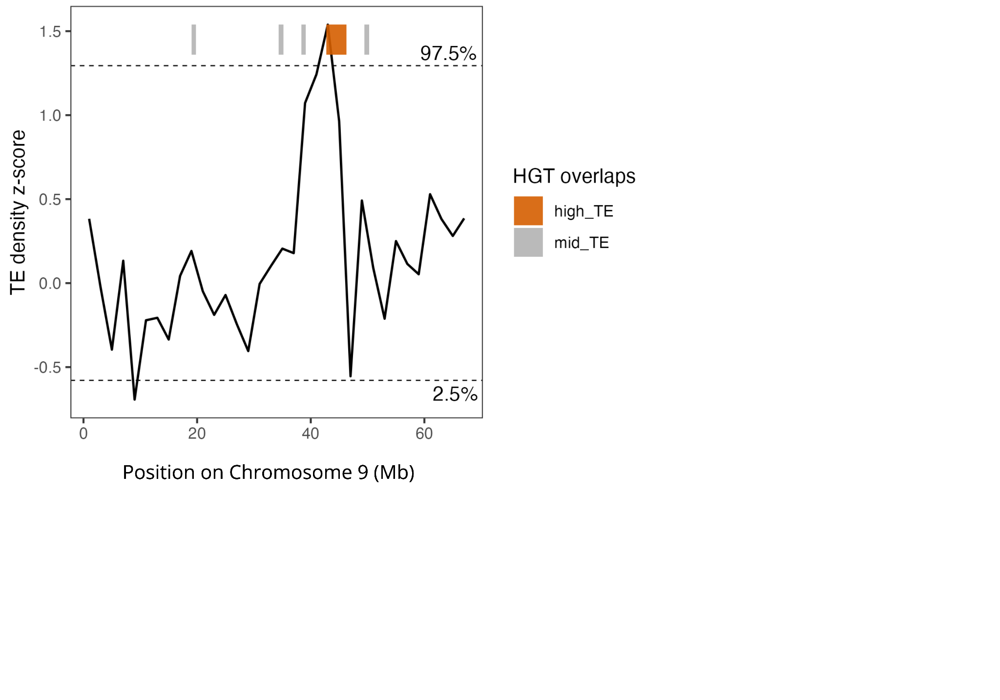 TE density z-score
1.5
1.0
0.5
0.0
-0.5
97.5%
2.5%
0 20 40 60
Position on Chromosome 9 (Mb)
HGT overlaps
high_TE
mid_TE